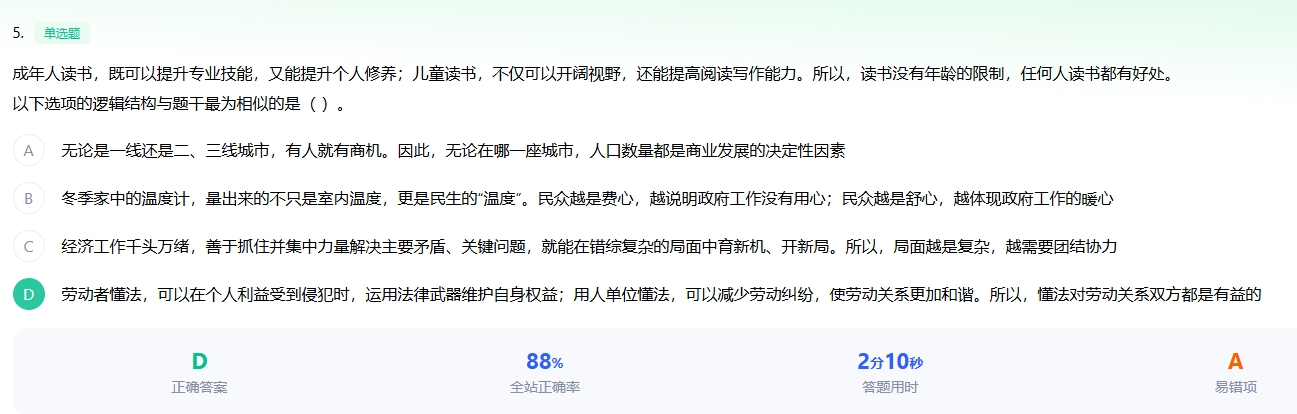 5. 单选题
成年人读书，既可以提升专业技能，又能提升个人修养；儿童读书，不仅可以开阔视野，还能提高阅读写作能力。所以，读书没有年龄的限制，任何人读书都有好处。
以下选项的逻辑结构与题干最为相似的是（ ）。
A 无论是一线还是二、三线城市，有人就有商机。因此，无论在哪一座城市，人口数量都是商业发展的决定性因素
B 冬季家中的温度计，量出来的不只是室内温度，更是民生的“温度”。民众越是费心，越说明政府工作没有用心；民众越是舒心，越体现政府工作的暖心
C 经济工作千头万绪，善于抓住并集中力量解决主要矛盾、关键问题，就能在错综复杂的局面中育新机、开新局。所以，局面越是复杂，越需要团结协力
D 劳动者懂法，可以在个人利益受到侵犯时，运用法律武器维护自身权益；用人单位懂法，可以减少劳动纠纷，使劳动关系更加和谐。所以，懂法对劳动关系双方都是有益的
D 88% 2分10秒 A
正确答案 全站正确率 答题用时 易错项